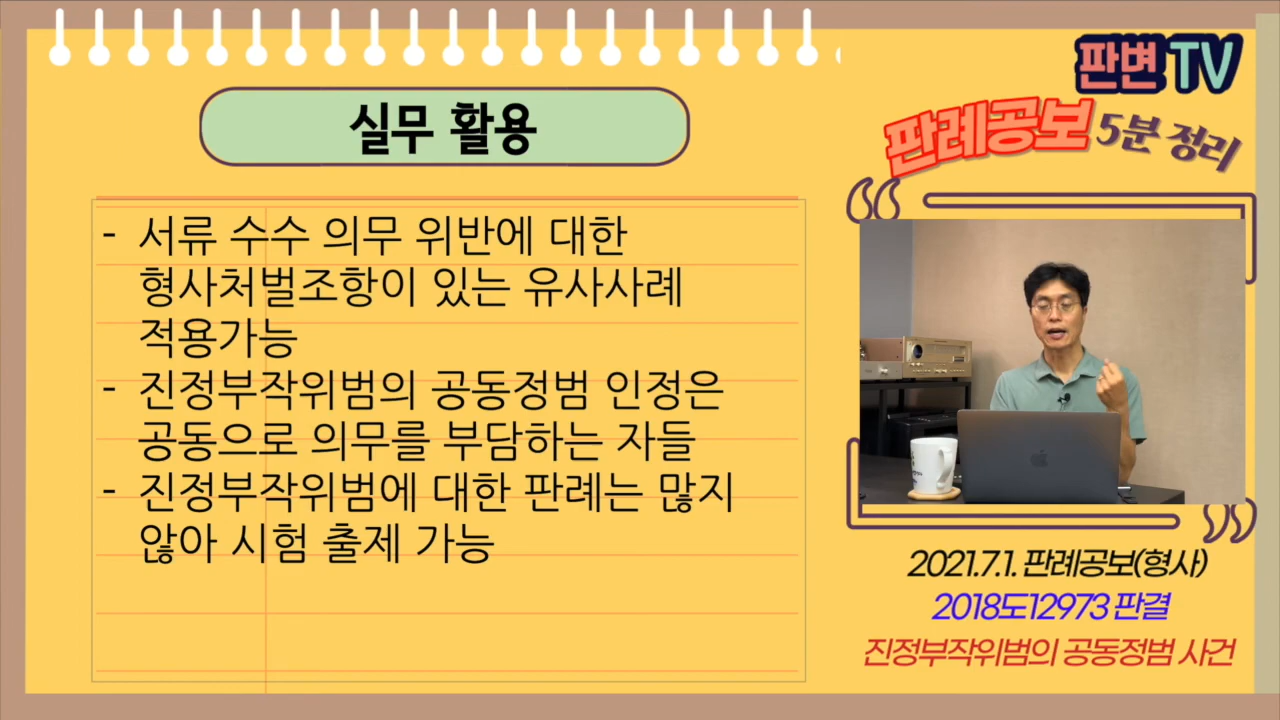 실무 활용
- 서류 수수 의무 위반에 대한
형사처벌조항이 있는 유사사례
적용가능
- 진정부작위범의 공동정범 인정은
공동으로 의무를 부담하는 자들
- 진정부작위범에 대한 판례는 많지
않아 시험 출제 가능
판변 TV
판례공보 5분 정리
2021.7.1. 판례공보(형사)
2018도12973 판결
진정부작위범의 공동정범 사건